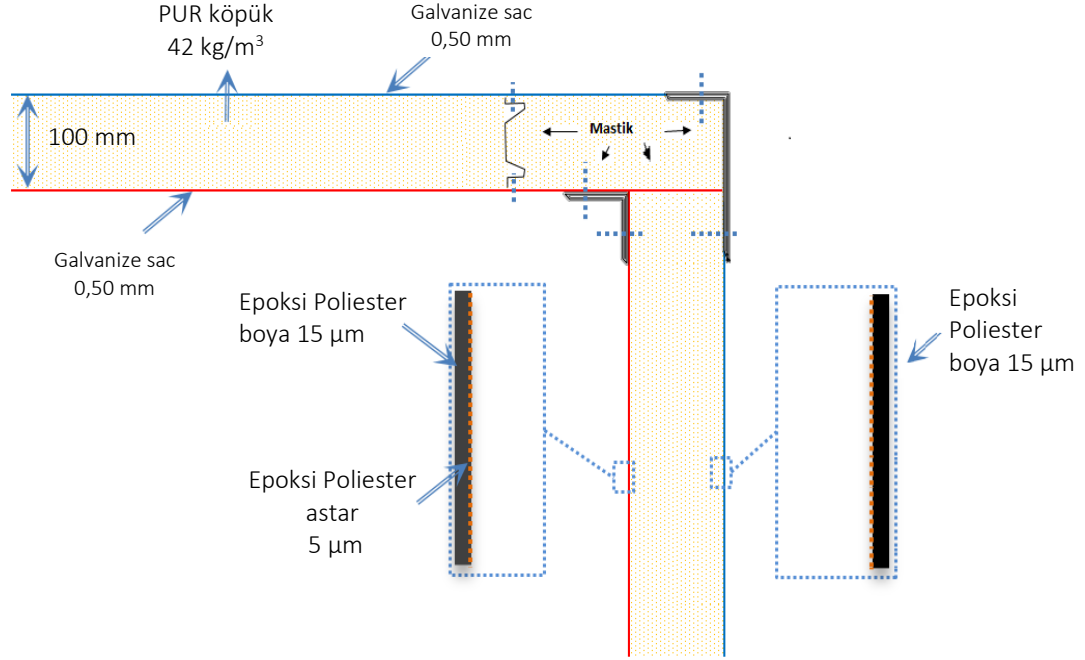 PUR köpük
42 kg/m³
Galvanize sac
0,50 mm
100 mm
Mastik
Galvanize sac
0,50 mm
Epoksi Poliester
boya 15 µm
Epoksi
Poliester
boya 15 µm
Epoksi Poliester
astar
5 µm